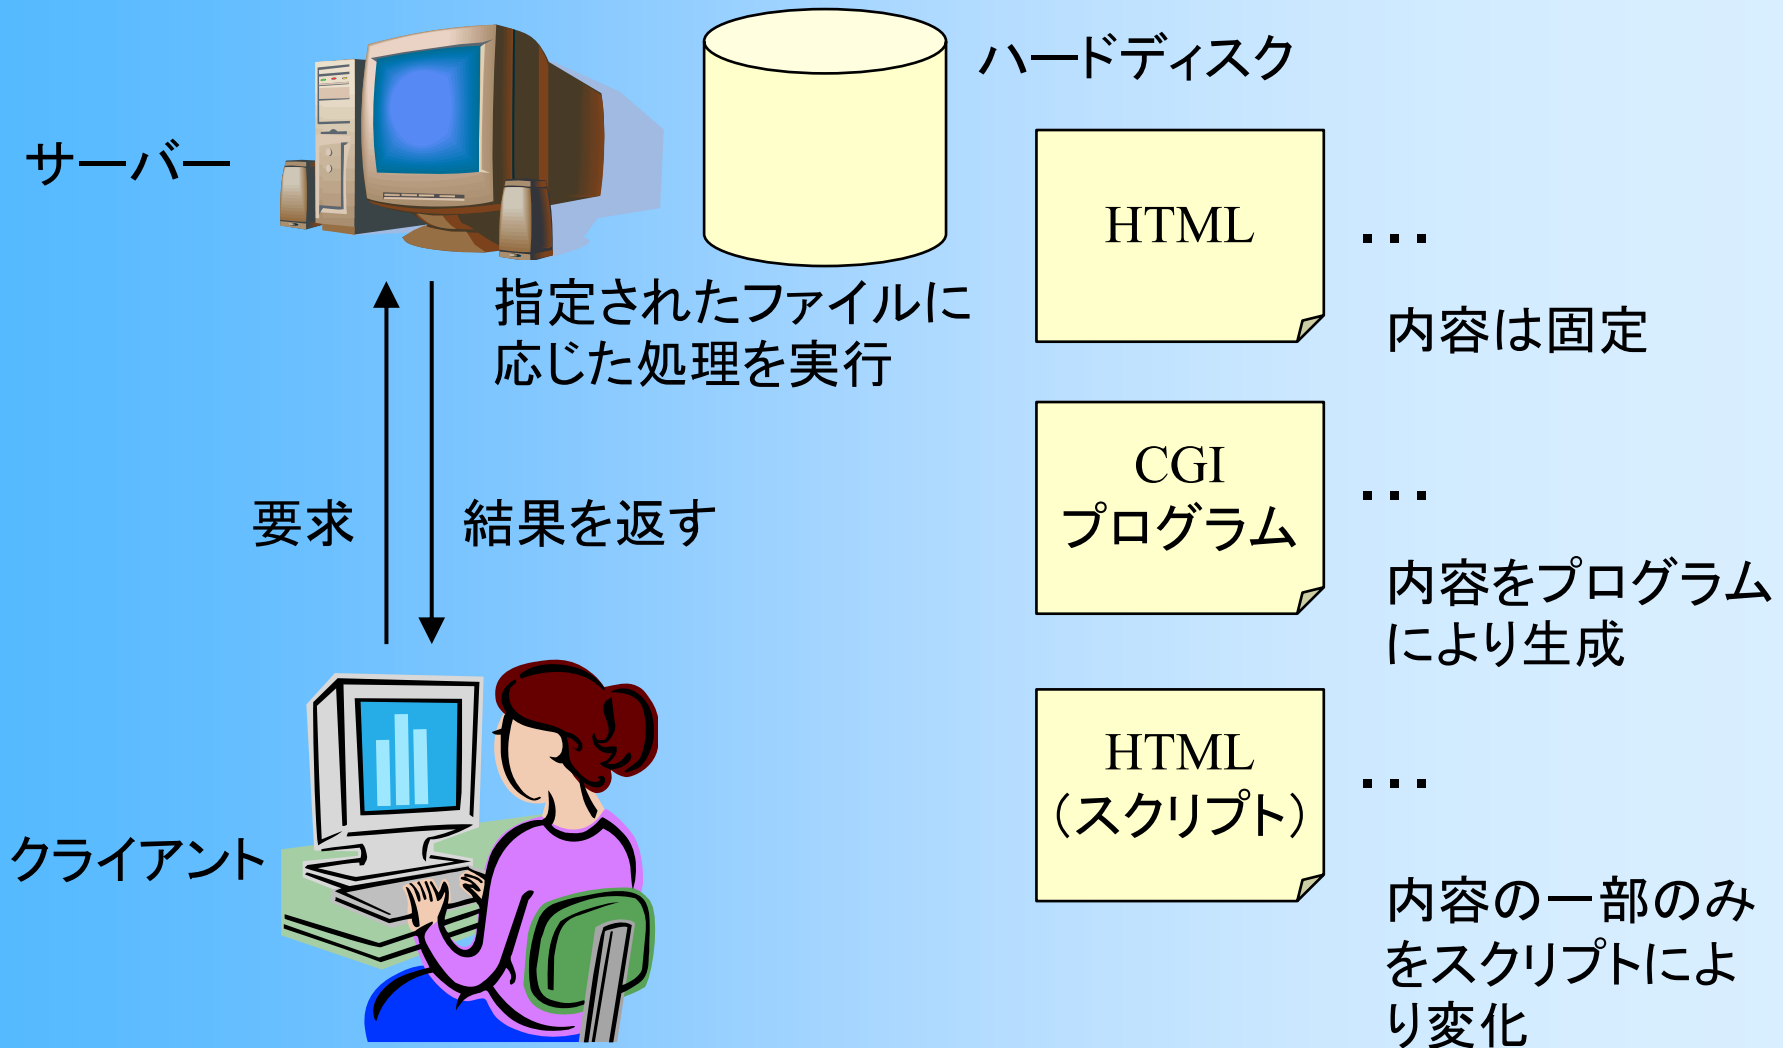 ハードディスク
サーバー
HTML
...
内容は固定
指定されたファイルに
応じた処理を実行
要求
結果を返す
CGI
プログラム
...
内容をプログラム
により生成
HTML
（スクリプト）
...
内容の一部のみ
をスクリプトによ
り変化
クライアント